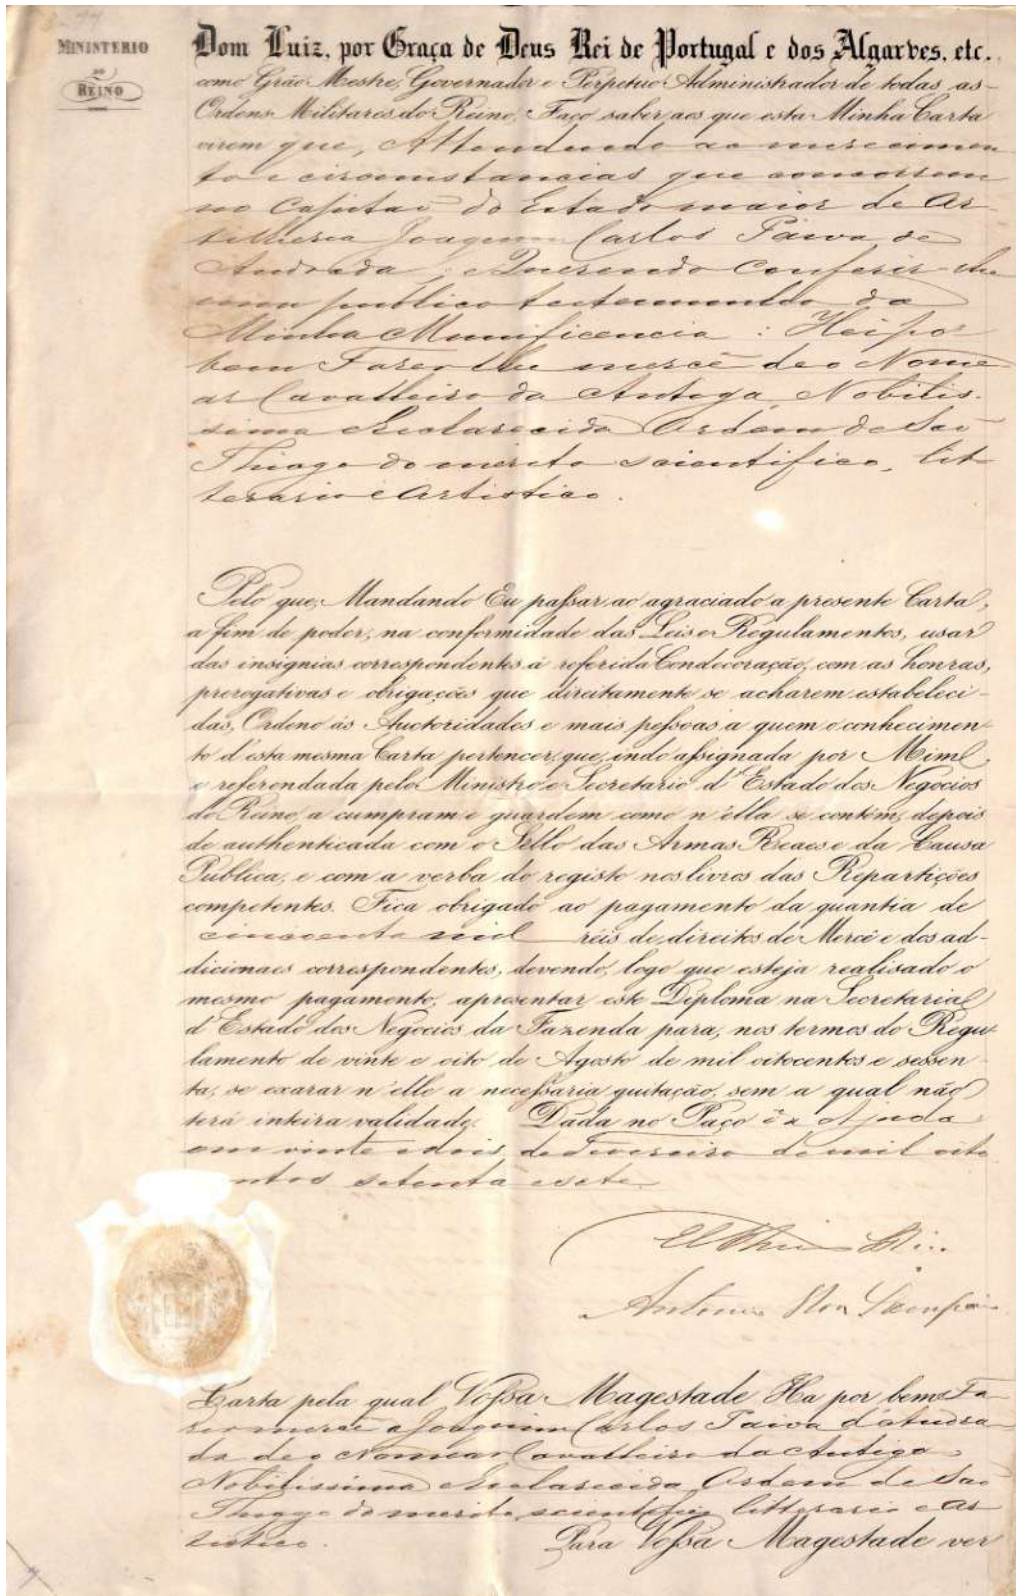 MINISTERIO
DO
REINO
Dom Luiz, por Graça de Deus Rei de Portugal e dos Algarves, etc.
como Grão-Mestre, Governador e Perpetuo Administrador de todas as
Ordens Militares do Reino, Faço saber aos que esta Minha Carta
virem que, Attendendo ao merecimen
to e circumstancias que concorrem
no Capitão do Estado maior de Ar
tilheria Joaquim Carlos Paiva de
Andrada; Querendo Conferir-lhe
um publico testemunho da
Minha Munificencia: Hei por
bem Fazer-lhe mercê de o Nome
ar Cavalleiro da Antiga, Nobilis
sima e Esclarecida Ordem de São
Thiago do merito scientifico, lit
terario e Artistico.
Pelo que, Mandando Eu passar ao agraciado a presente Carta,
a fim de poder, na conformidade das Leis e Regulamentos, usar
das insignias correspondentes á referida Condecoração, com as honras,
prerogativas e obrigações que direitamente se acharem estabeleci-
das, Ordeno ás Auctoridades e mais pessoas a quem o conhecimen-
to d'esta mesma Carta pertencer, que, indo assignada por Mim
e referendada pelo Ministro e Secretario d'Estado dos Negocios
do Reino, a cumpram e guardem como n'ella se contém, depois
de authenticada com o Sello das Armas Reaes e da Causa
Publica, e com a verba do registo nos livros das Repartições
competentes. Fica obrigado ao pagamento da quantia de
cincoenta mil réis de direitos de Mercê e dos ad-
dicionaes correspondentes, devendo, logo que esteja realisado o
mesmo pagamento, apresentar este Diploma na Secretaria
d'Estado dos Negocios da Fazenda para, nos termos do Regu-
lamento de vinte e oito de Agosto de mil oitocentos e sessen-
ta, se exarar n'elle a necessaria quitação, sem a qual não
terá inteira validade. Dada no Paço da Ajuda
em vinte e dois de Fevereiro de mil oito
ntos setenta e sete.
El Rei
Antonio Sampaio
Carta pela qual Vossa Magestade Ha por bem Fa
zer mercê a Joaquim Carlos Paiva d'Andra
da de o Nomear Cavalleiro da Antiga
Nobilissima e Esclarecida Ordem de São
Thiago do merito scientifico litterario e Ar
tistico. Para Vossa Magestade ver